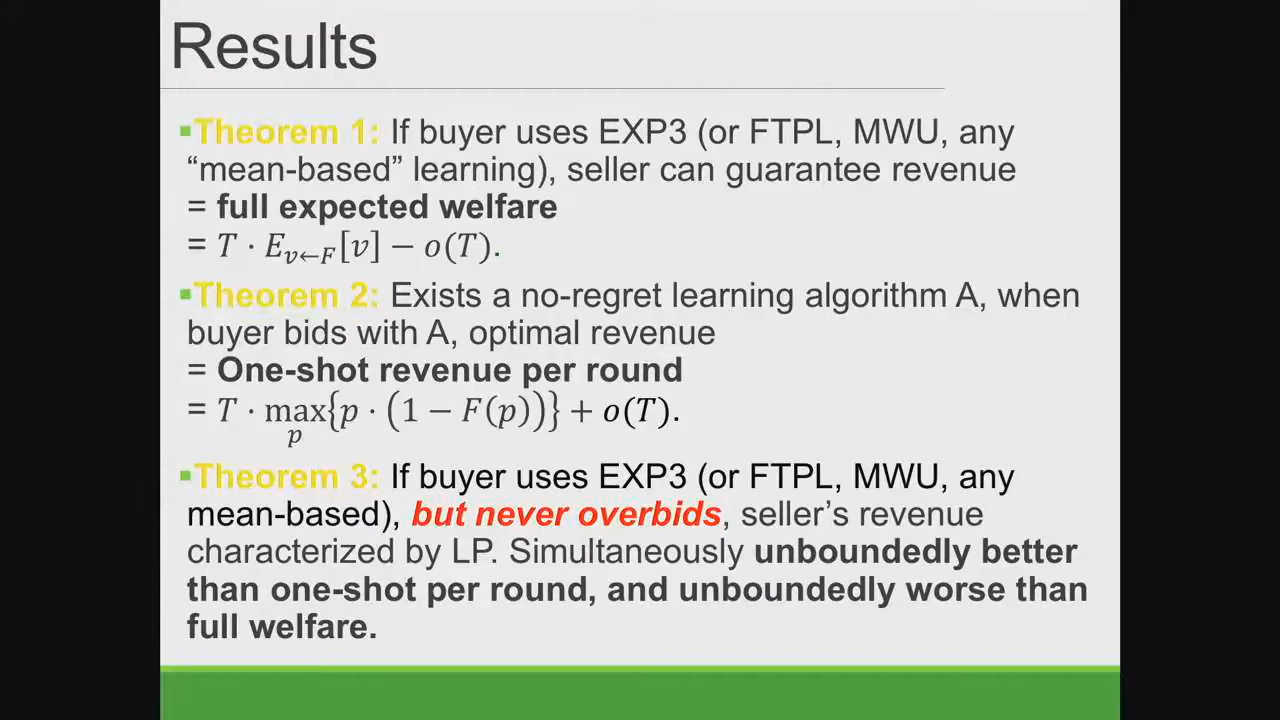 Results
▪Theorem 1: If buyer uses EXP3 (or FTPL, MWU, any
“mean-based” learning), seller can guarantee revenue
= full expected welfare
= T · E_{v←F}[v] − o(T).
▪Theorem 2: Exists a no-regret learning algorithm A, when
buyer bids with A, optimal revenue
= One-shot revenue per round
= T · max_p{p · (1 − F(p))} + o(T).
▪Theorem 3: If buyer uses EXP3 (or FTPL, MWU, any
mean-based), but never overbids, seller’s revenue
characterized by LP. Simultaneously unboundedly better
than one-shot per round, and unboundedly worse than
full welfare.